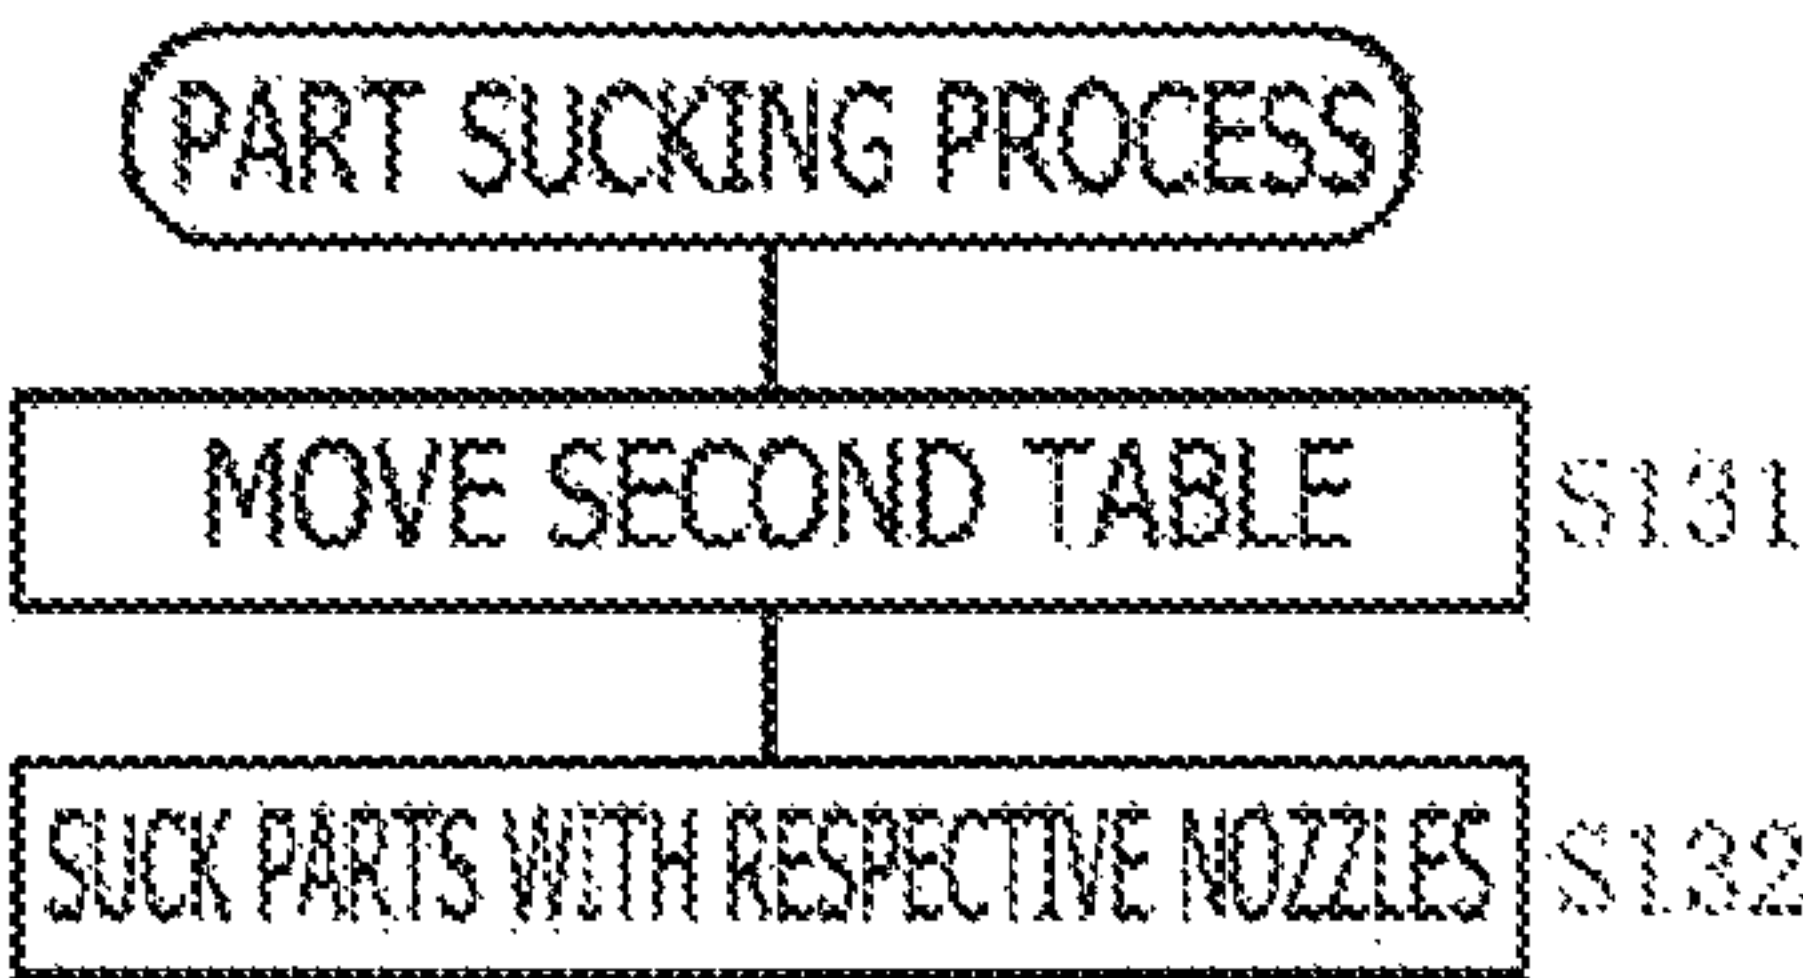 PART SUCKING PROCESS
MOVE SECOND TABLE S131
SUCK PARTS WITH RESPECTIVE NOZZLES S132